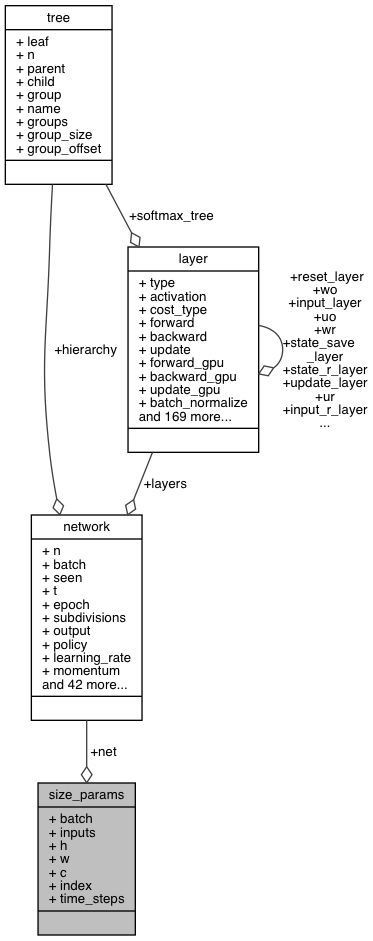 tree
+ leaf
+ n
+ parent
+ child
+ group
+ name
+ groups
+ group_size
+ group_offset
+softmax_tree
layer
+ type
+ activation
+ cost_type
+ forward
+ backward
+ update
+ forward_gpu
+ backward_gpu
+ update_gpu
+ batch_normalize
and 169 more...
+reset_layer
+wo
+input_layer
+uo
+wr
+state_save
_layer
+state_r_layer
+update_layer
+ur
+input_r_layer
...
+hierarchy
+layers
network
+ n
+ batch
+ seen
+ t
+ epoch
+ subdivisions
+ output
+ policy
+ learning_rate
+ momentum
and 42 more...
+net
size_params
+ batch
+ inputs
+ h
+ w
+ c
+ index
+ time_steps